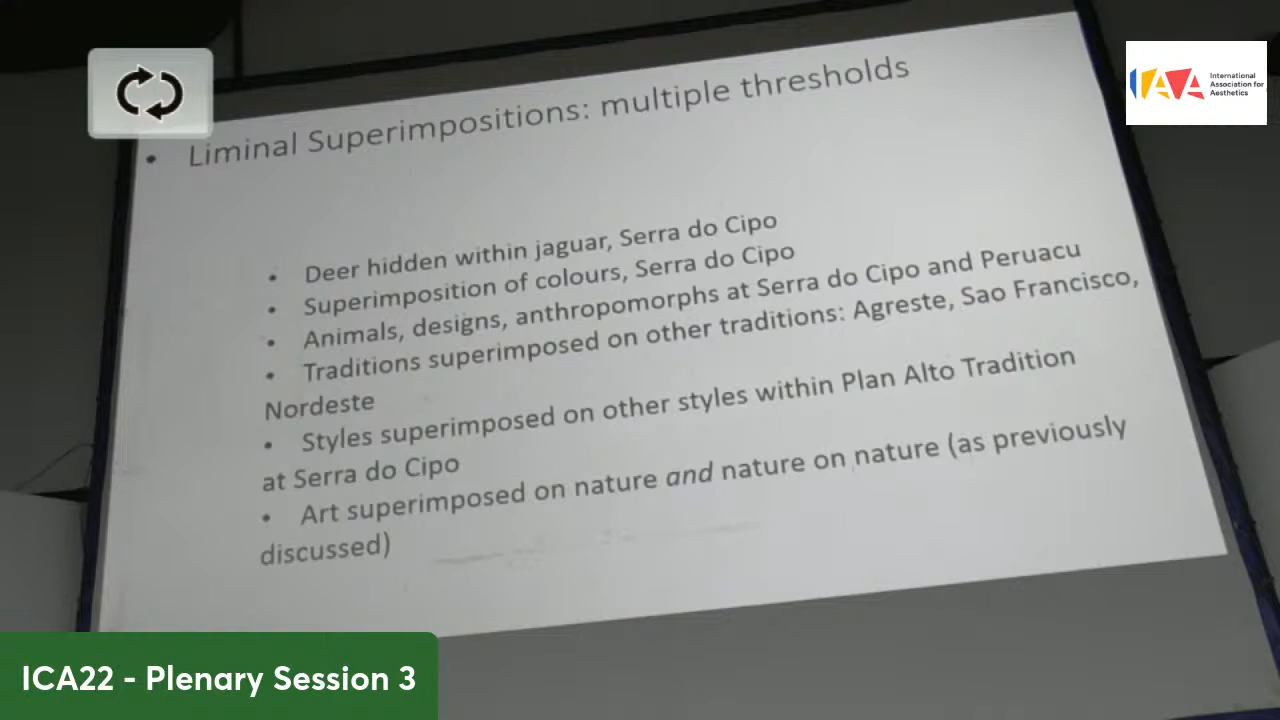 International
Association for
Aesthetics
• Liminal Superimpositions: multiple thresholds
• Deer hidden within jaguar, Serra do Cipo
• Superimposition of colours, Serra do Cipo
• Animals, designs, anthropomorphs at Serra do Cipo and Peruacu
• Traditions superimposed on other traditions: Agreste, Sao Francisco,
Nordeste
• Styles superimposed on other styles within Plan Alto Tradition
at Serra do Cipo
• Art superimposed on nature and nature on nature (as previously
discussed)
ICA22 - Plenary Session 3